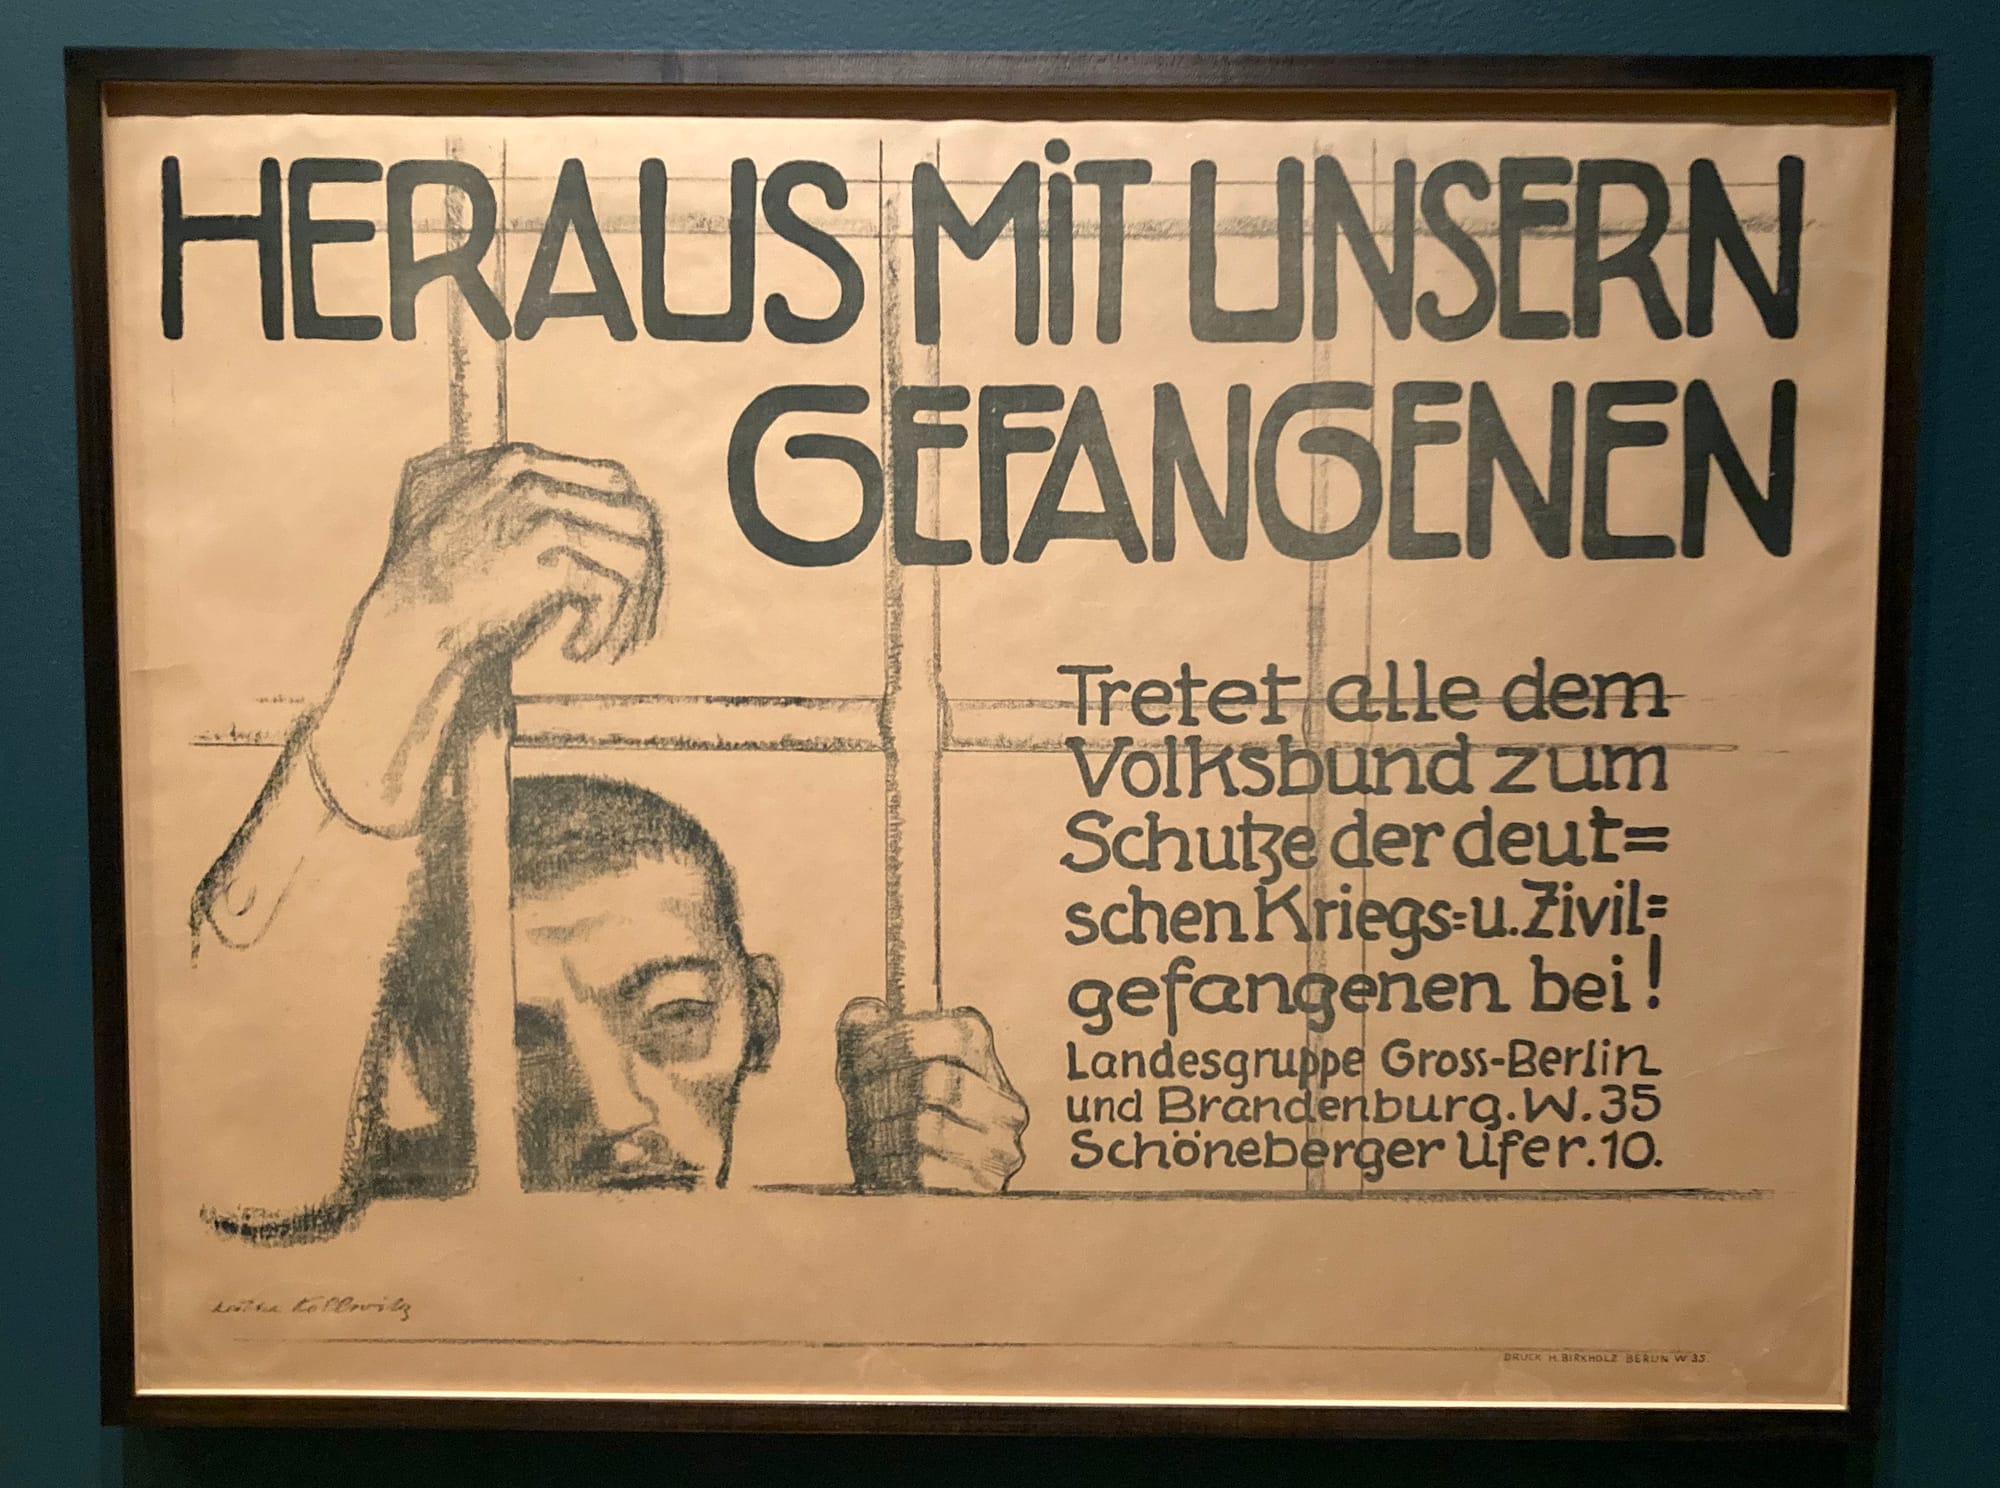 HERAUS MiT UNSERN
GEFANGENEN
Tretet alle dem
Volksbund zum
Schutze der deut=
schen Kriegs=u.Zivil=
gefangenen bei!
Landesgruppe Gross-Berlin
und Brandenburg.W.35
Schöneberger Ufer.10.
Käthe Kollwitz
DRUCK H.BIRKHOLZ BERLIN W 35.